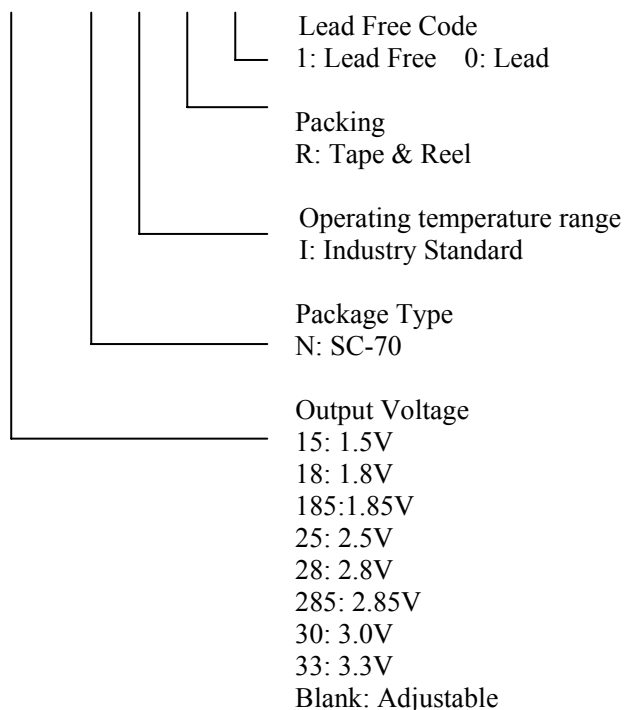 Lead Free Code
1: Lead Free 0: Lead
Packing
R: Tape & Reel
Operating temperature range
I: Industry Standard
Package Type
N: SC-70
Output Voltage
15: 1.5V
18: 1.8V
185:1.85V
25: 2.5V
28: 2.8V
285: 2.85V
30: 3.0V
33: 3.3V
Blank: Adjustable